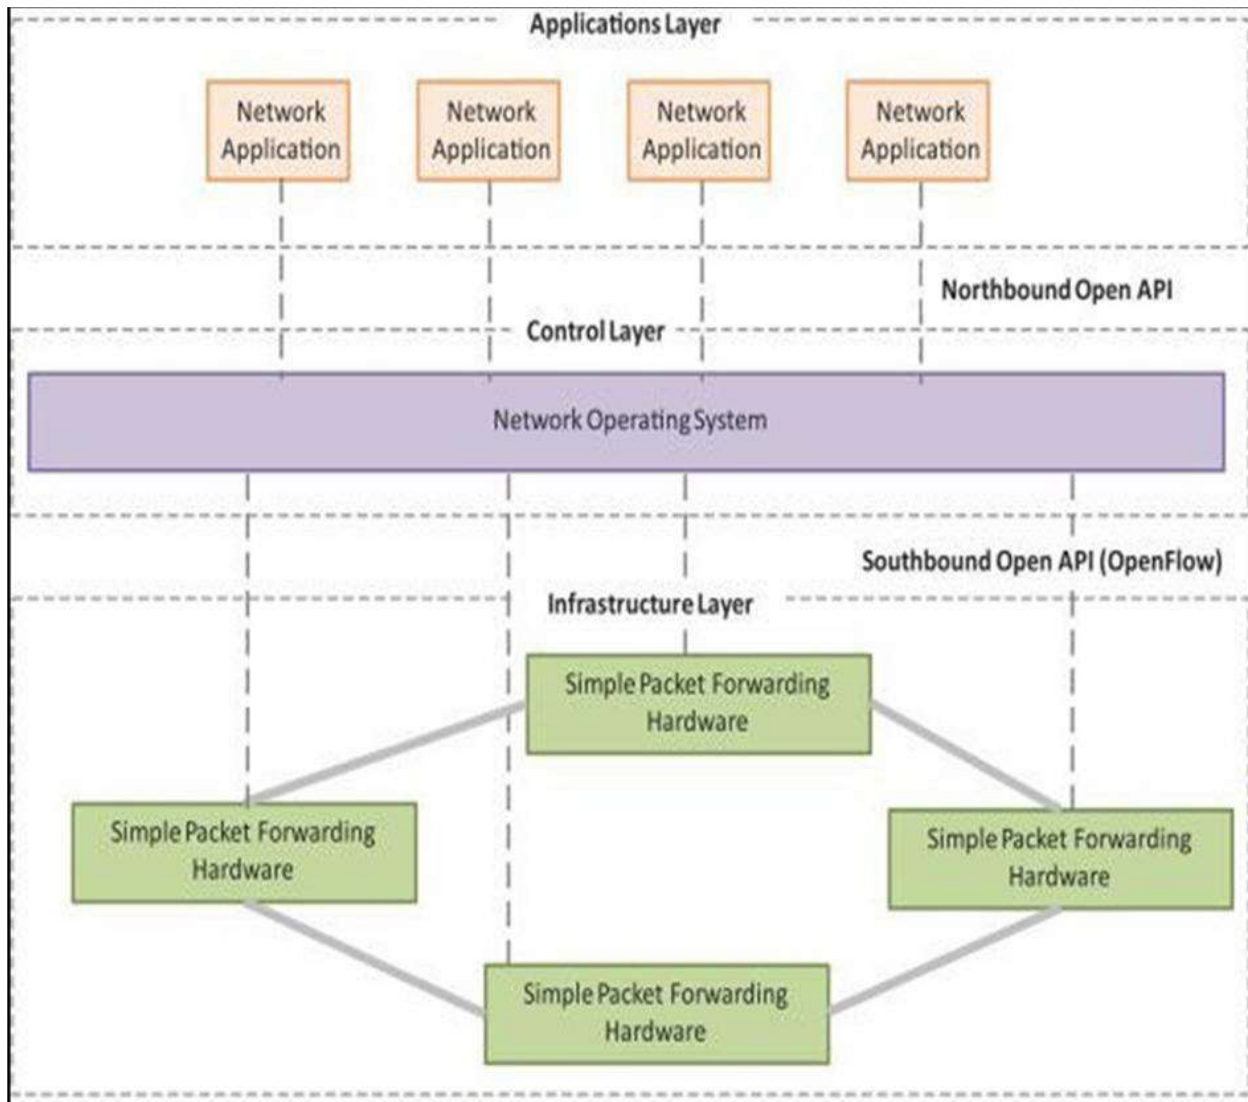 Applications Layer
Network
Application
Network
Application
Network
Application
Network
Application
Northbound Open API
Control Layer
Network Operating System
Southbound Open API (OpenFlow)
Infrastructure Layer
Simple Packet Forwarding
Hardware
Simple Packet Forwarding
Hardware
Simple Packet Forwarding
Hardware
Simple Packet Forwarding
Hardware